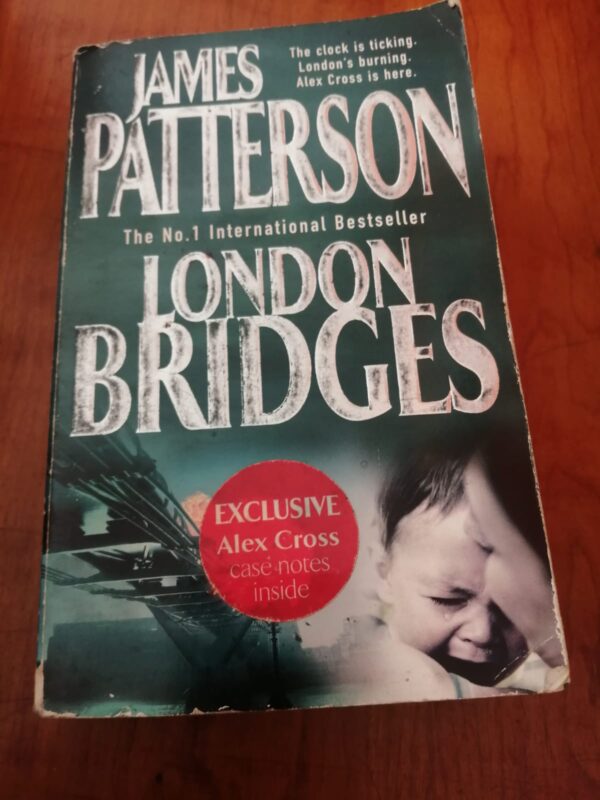 JAMES
PATTERSON
The clock is ticking.
London's burning.
Alex Cross is here.
The No.1 International Bestseller
LONDON
BRIDGES
EXCLUSIVE
Alex Cross
case notes
inside